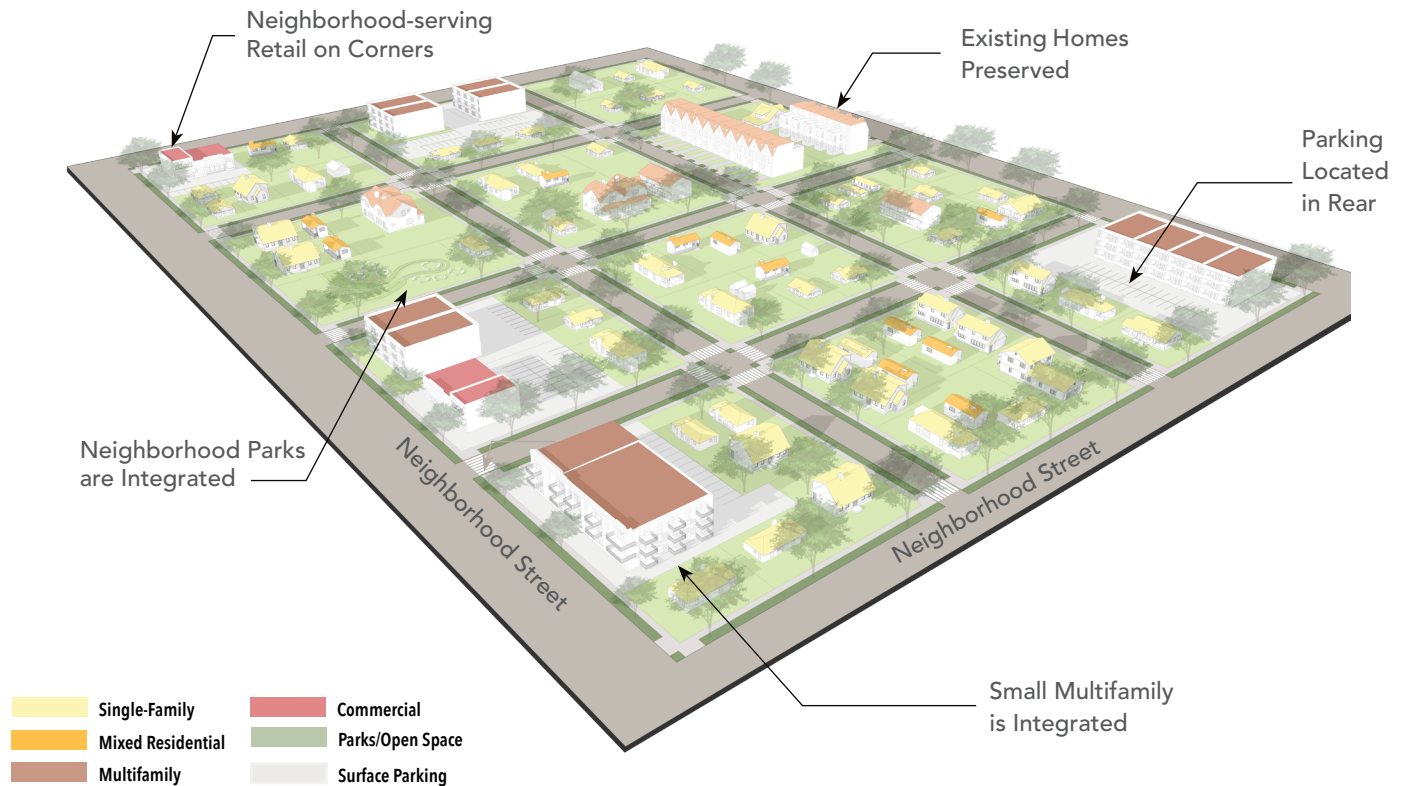 Neighborhood-serving
Retail on Corners
Existing Homes
Preserved
Parking
Located
in Rear
Neighborhood Parks
are Integrated
Neighborhood Street
Neighborhood Street
Small Multifamily
is Integrated
Single-Family
Mixed Residential
Multifamily
Commercial
Parks/Open Space
Surface Parking